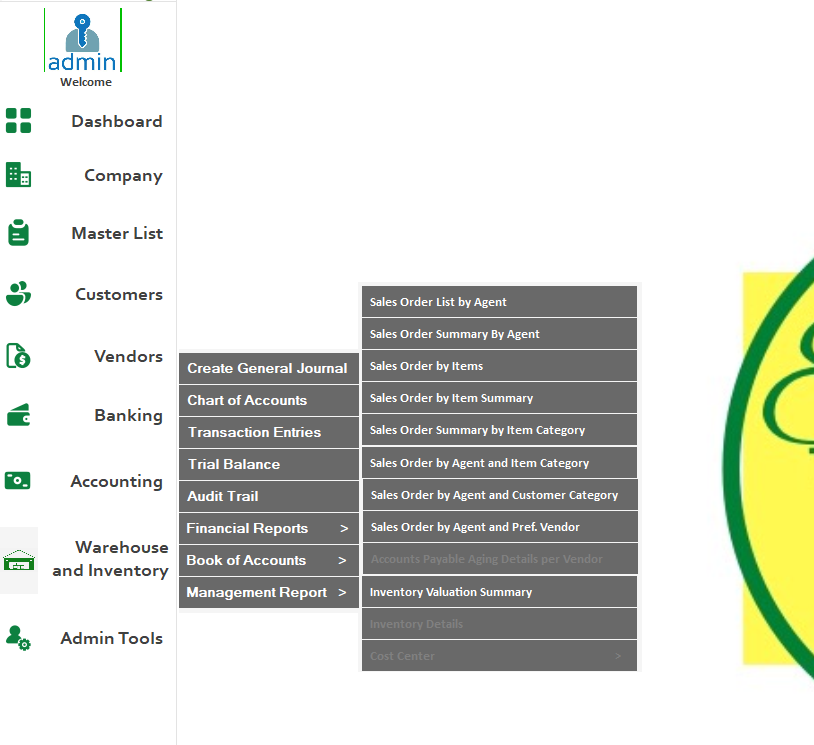 admin
Welcome
Dashboard
Company
Master List
Customers
Vendors
Banking
Accounting
Warehouse
and Inventory
Admin Tools
Create General Journal
Chart of Accounts
Transaction Entries
Trial Balance
Audit Trail
Financial Reports >
Book of Accounts >
Management Report >
Sales Order List by Agent
Sales Order Summary By Agent
Sales Order by Items
Sales Order by Item Summary
Sales Order Summary by Item Category
Sales Order by Agent and Item Category
Sales Order by Agent and Customer Category
Sales Order by Agent and Pref. Vendor
Accounts Payable Aging Details per Vendor
Inventory Valuation Summary
Inventory Details
Cost Center >